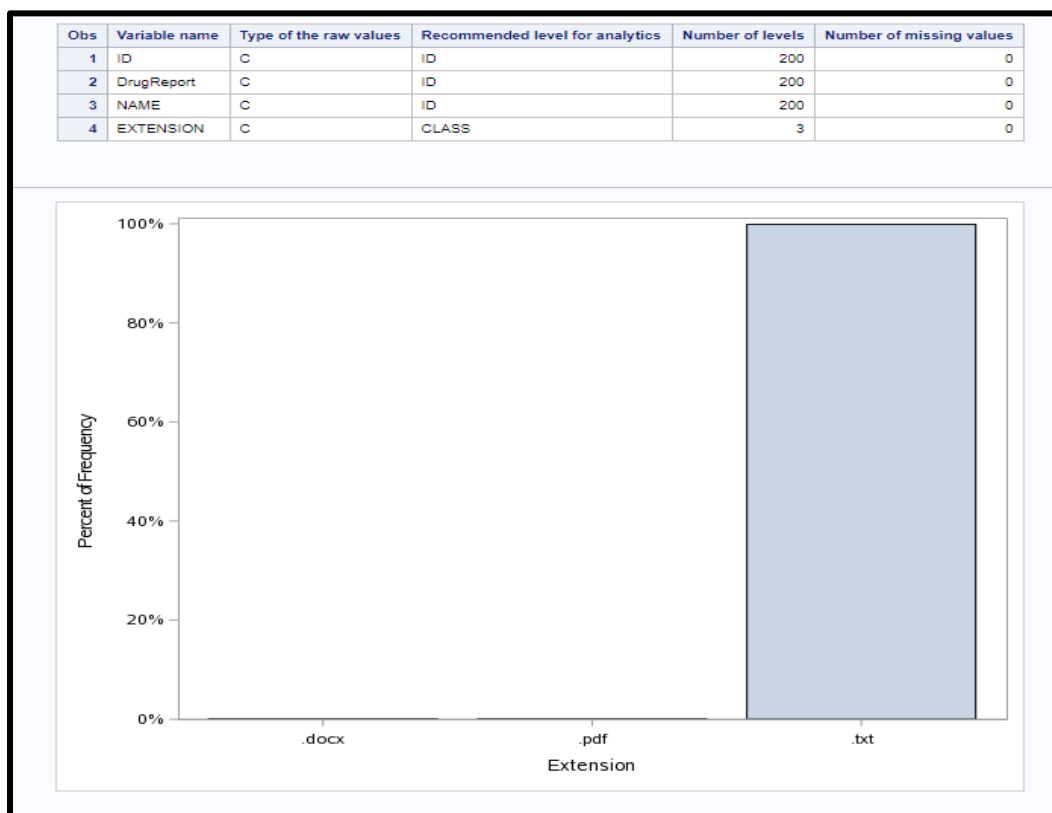 Obs Variable name Type of the raw values Recommended level for analytics Number of levels Number of missing values
1 ID C ID 200 0
2 DrugReport C ID 200 0
3 NAME C ID 200 0
4 EXTENSION C CLASS 3 0
100%
80%
60%
40%
20%
0%
Percent of Frequency
.docx .pdf .txt
Extension